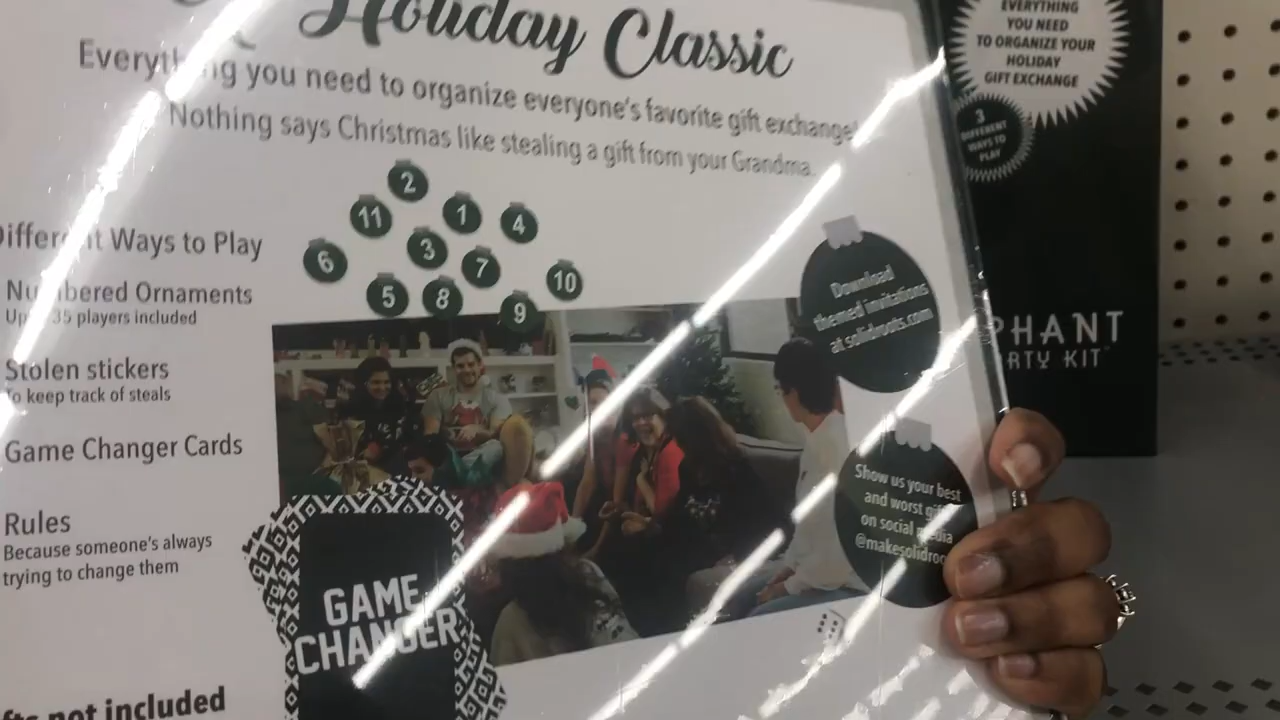 Holiday Classic
Everything you need to organize everyone's favorite gift exchange!
Nothing says Christmas like stealing a gift from your Grandma.
2
11
1
4
6
3
7
10
5
8
9
Different Ways to Play
Numbered Ornaments
35 players included
Stolen stickers
To keep track of steals
Game Changer Cards
Rules
Because someone's always
trying to change them
not included
GAME
CHANGER
Download
themed invitations
at solidroots.com
Show us your best
and worst
on social media
@makesolidroo
EVERYTHING
YOU NEED
TO ORGANIZE YOUR
HOLIDAY
GIFT EXCHANGE
3
DIFFERENT
WAYS TO
PLAY
PHANT
RTY KIT